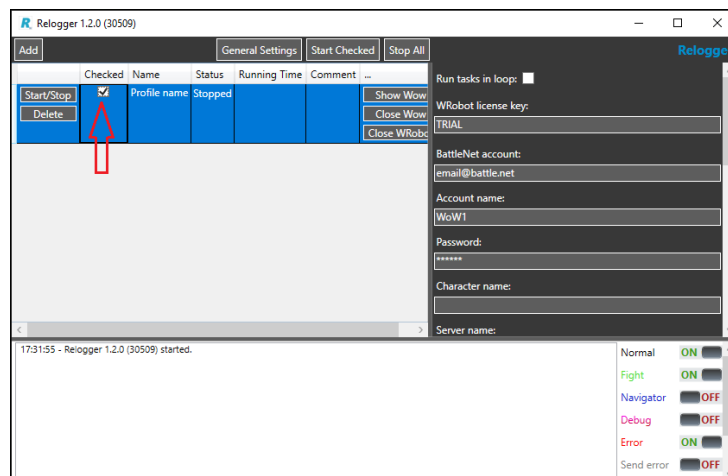 Relogger 1.2.0 (30509)
Add General Settings Start Checked Stop All Relogge
Checked Name Status Running Time Comment ...
Start/Stop Profile name Stopped Show Wow
Delete Close Wow
Close WRobo
Run tasks in loop:
WRobot license key:
TRIAL
BattleNet account:
email@battle.net
Account name:
WoW1
Password:
******
Character name:
Server name:
17:31:55 - Relogger 1.2.0 (30509) started.
Normal ON
Fight ON
Navigator OFF
Debug OFF
Error ON
Send error OFF